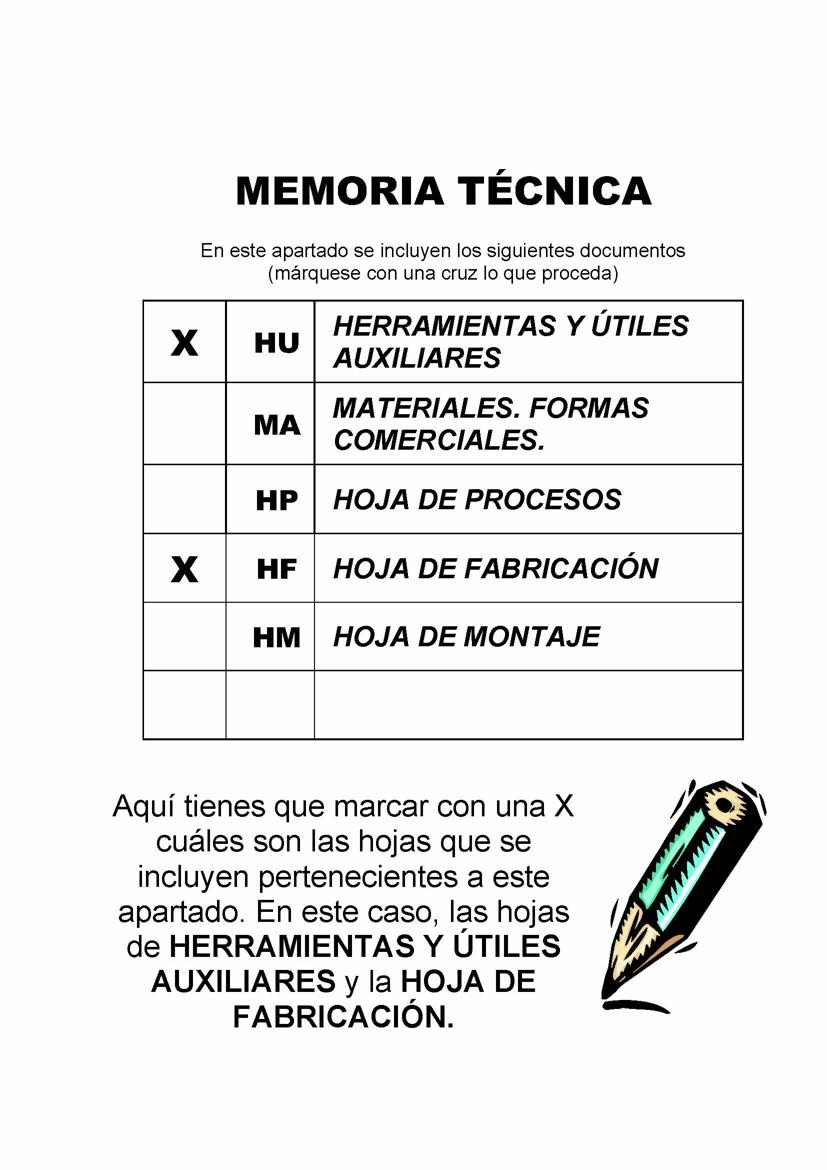 MEMORIA TÉCNICA
En este apartado se incluyen los siguientes documentos
(márquese con una cruz lo que proceda)
X HU HERRAMIENTAS Y ÚTILES
AUXILIARES
MA MATERIALES. FORMAS
COMERCIALES.
HP HOJA DE PROCESOS
X HF HOJA DE FABRICACIÓN
HM HOJA DE MONTAJE
Aquí tienes que marcar con una X
cuáles son las hojas que se
incluyen pertenecientes a este
apartado. En este caso, las hojas
de HERRAMIENTAS Y ÚTILES
AUXILIARES y la HOJA DE
FABRICACIÓN.